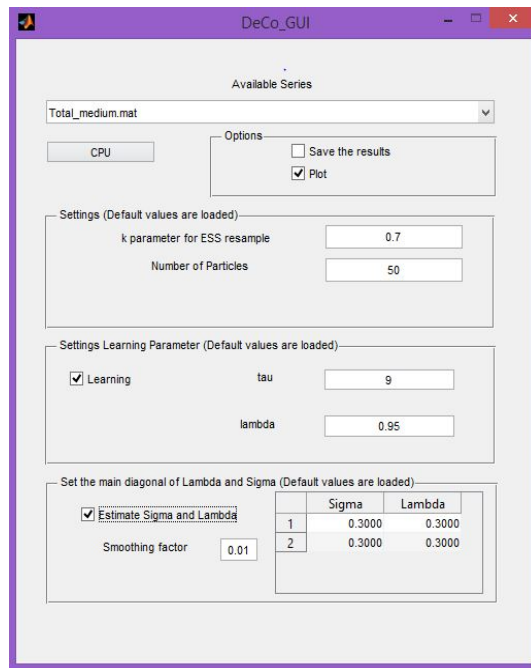 DeCo_GUI
Available Series
Total_medium.mat
CPU
Options
Save the results
Plot
Settings (Default values are loaded)
k parameter for ESS resample
0.7
Number of Particles
50
Settings Learning Parameter (Default values are loaded)
Learning
tau
9
lambda
0.95
Set the main diagonal of Lambda and Sigma (Default values are loaded)
Estimate Sigma and Lambda
Smoothing factor
0.01
Sigma Lambda
1 0.3000 0.3000
2 0.3000 0.3000